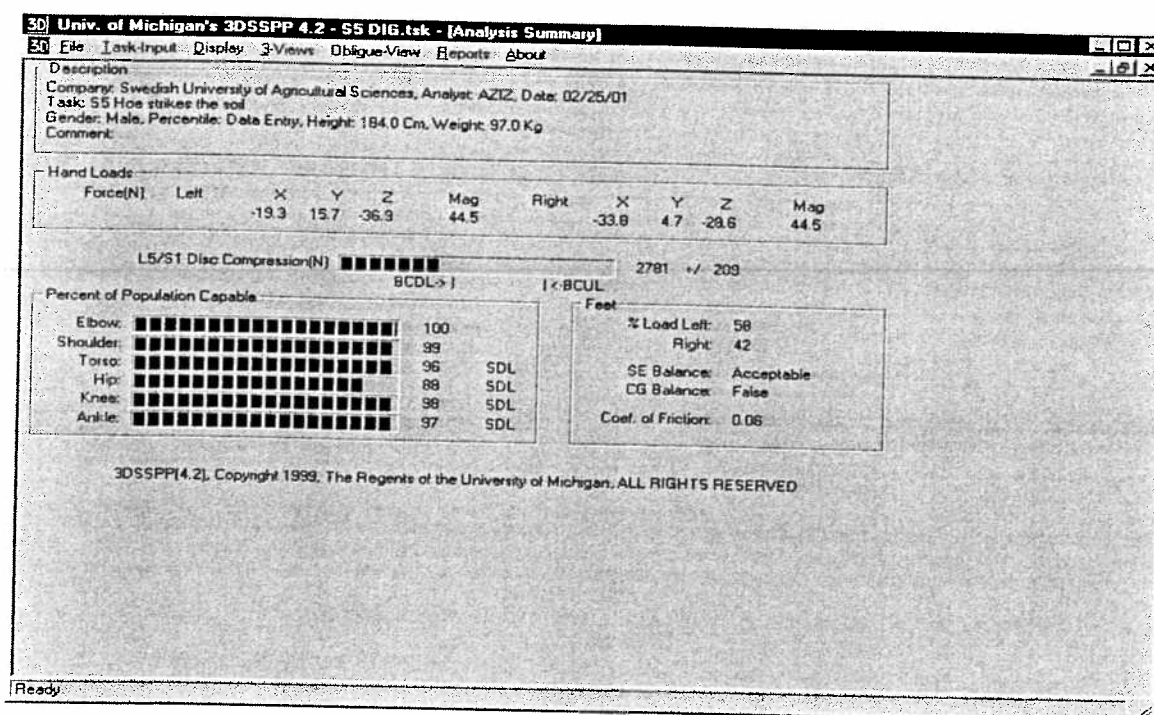 3D Univ. of Michigan's 3DSSPP 4.2 - S5 DIG.tsk - [Analysis Summary]
3D File Task-Input Display 3-Views Oblique-View Reports About
Description
Company: Swedish University of Agricultural Sciences, Analyst: AZIZ, Date: 02/25/01
Task: S5 Hoe strikes the soil
Gender: Male, Percentile: Data Entry, Height: 184.0 Cm, Weight: 97.0 Kg
Comment:
Hand Loads
Force(N) Left X Y Z Mag Right X Y Z Mag
-19.3 15.7 -36.9 44.5 -33.8 4.7 -28.6 44.5
L5/S1 Disc Compression(N) 2781 +/- 209
BCDL->| |<-BCUL
Percent of Population Capable
Elbow: 100
Shoulder: 99
Torso: 96 SDL
Hip: 88 SDL
Knee: 98 SDL
Ankle: 97 SDL
Feet
% Load Left: 58
Right: 42
SE Balance: Acceptable
CG Balance: False
Coef. of Friction: 0.06
3DSSPP[4.2], Copyright 1999, The Regents of the University of Michigan, ALL RIGHTS RESERVED
Ready